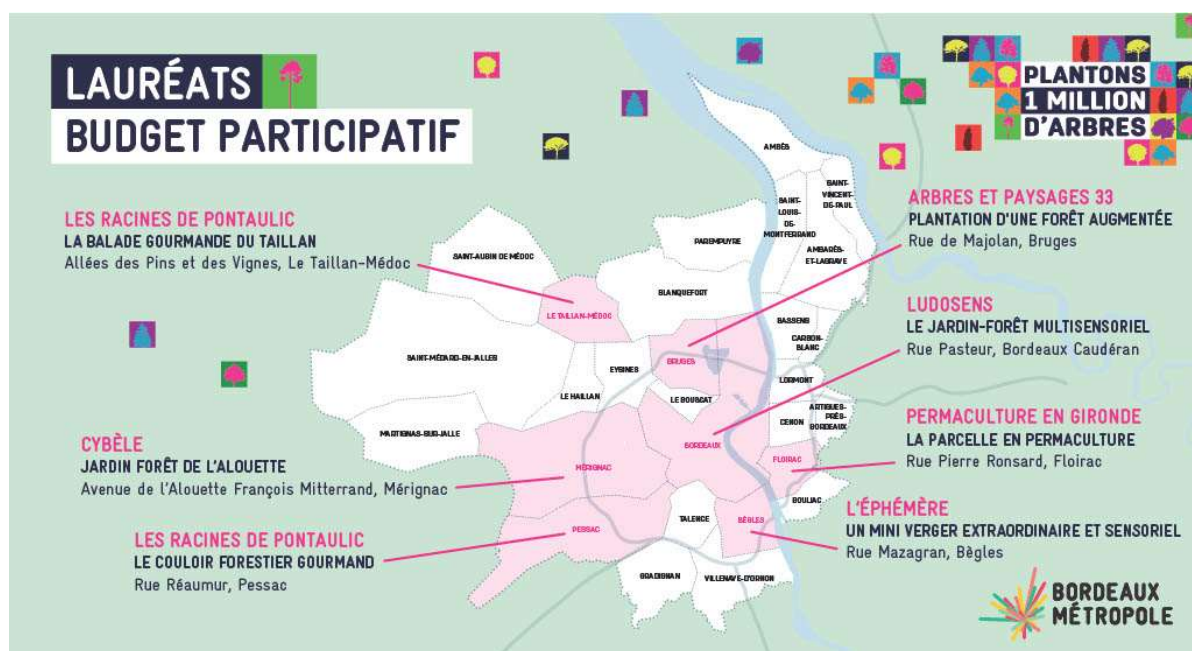 LAURÉATS
BUDGET PARTICIPATIF
PLANTONS
1 MILLION
D'ARBRES
LES RACINES DE PONTAULIC
LA BALADE GOURMANDE DU TAILLAN
Allées des Pins et des Vignes, Le Taillan-Médoc
CYBÈLE
JARDIN FORÊT DE L'ALOUETTE
Avenue de l'Alouette François Mitterrand, Mérignac
LES RACINES DE PONTAULIC
LE COULOIR FORESTIER GOURMAND
Rue Réaumur, Pessac
AMBÈS
SAINT-
VINCENT-
DE-PAUL
SAINT-
LOUIS-
DE-
MONTFERRAND
AMBARÈS-
ET-LAGRAVE
PAREMPUYRE
SAINT-AUBIN DE MÉDOC
BLANQUEFORT
LE TAILLAN-MÉDOC
BASSENS
CARBON-
BLANC
SAINT-MÉDARD-EN-JALLES
EYSINES
BRUGES
LE HAILLAN
LE BOUSCAT
LORMONT
ARTIGUES-
PRÈS-
BORDEAUX
CENON
MARTIGNAS-SUR-JALLE
BORDEAUX
MÉRIGNAC
FLOIRAC
BOULIAC
TALENCE
BÈGLES
PESSAC
GRADIGNAN
VILLENAVE-D'ORNON
ARBRES ET PAYSAGES 33
PLANTATION D'UNE FORÊT AUGMENTÉE
Rue de Majolan, Bruges
LUDOSENS
LE JARDIN-FORÊT MULTISENSORIEL
Rue Pasteur, Bordeaux Caudéran
PERMACULTURE EN GIRONDE
LA PARCELLE EN PERMACULTURE
Rue Pierre Ronsard, Floirac
L'ÉPHÉMÈRE
UN MINI VERGER EXTRAORDINAIRE ET SENSORIEL
Rue Mazagran, Bègles
BORDEAUX
MÉTROPOLE